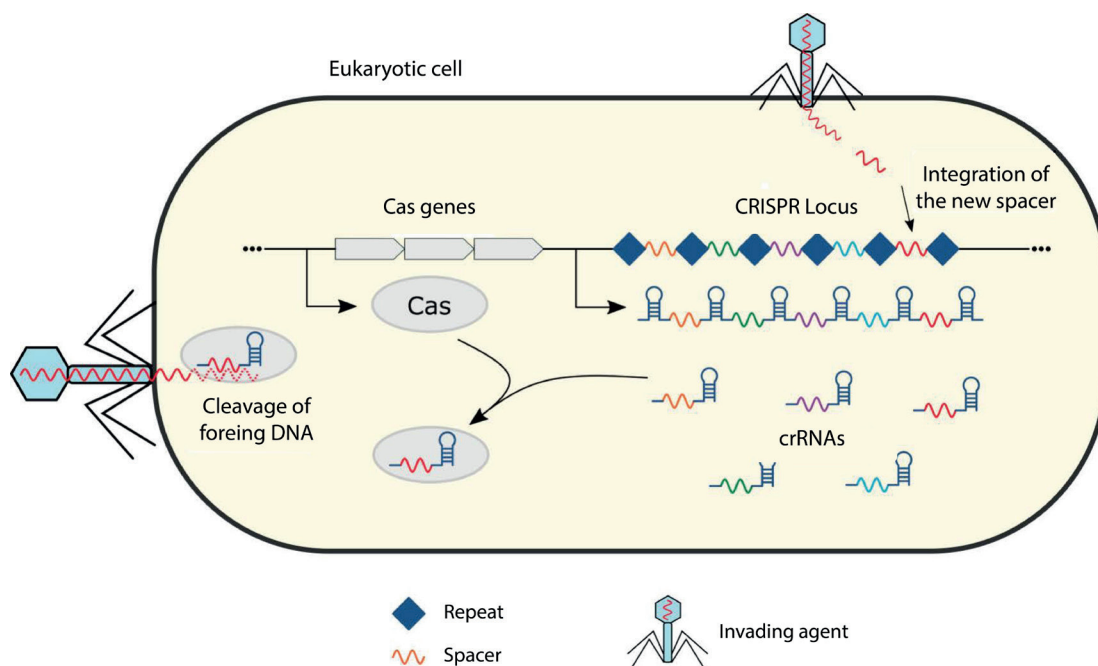 Eukaryotic cell
Integration of
the new spacer
Cas genes
CRISPR Locus
Cas
Cleavage of
foreing DNA
crRNAs
Repeat
Spacer
Invading agent